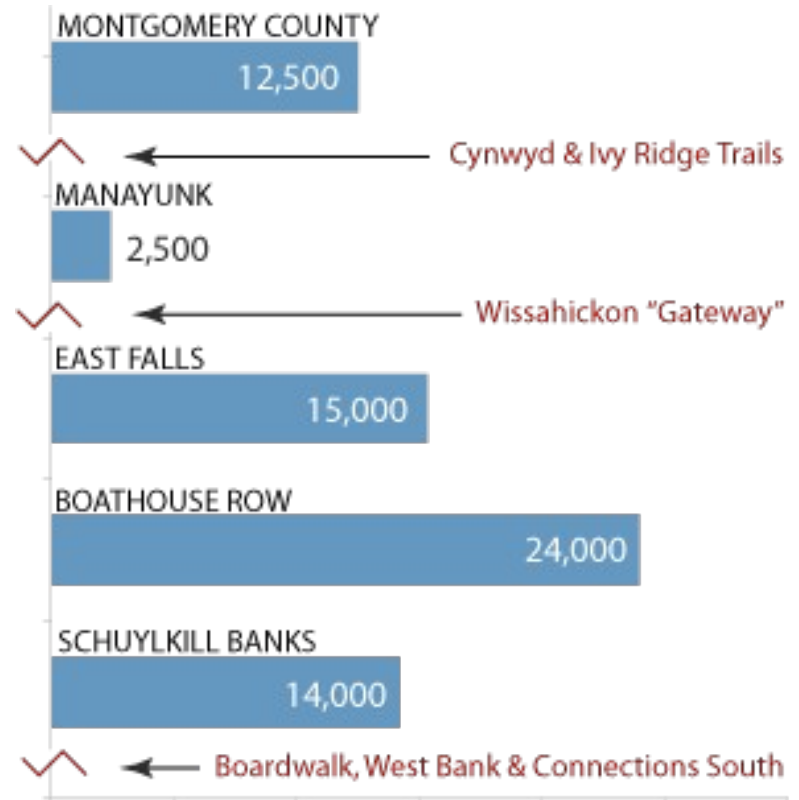 MONTGOMERY COUNTY
12,500
Cynwyd & Ivy Ridge Trails
MANAYUNK
2,500
Wissahickon “Gateway”
EAST FALLS
15,000
BOATHOUSE ROW
24,000
SCHUYLKILL BANKS
14,000
Boardwalk, West Bank & Connections South